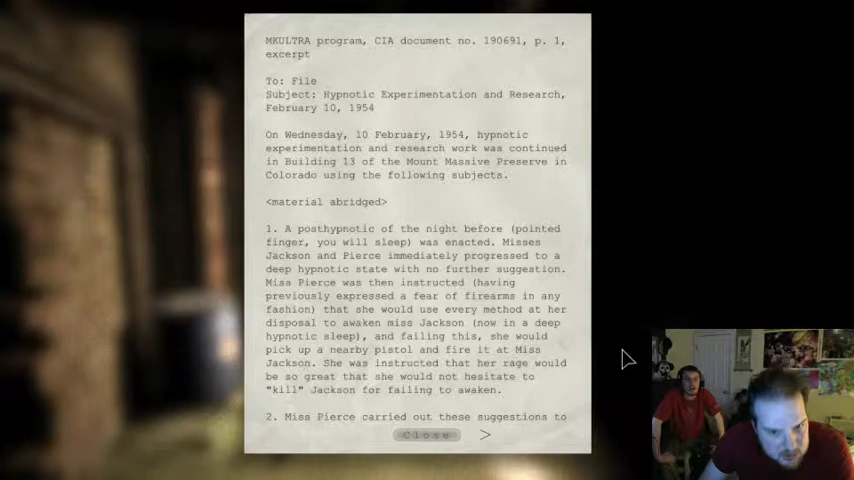 MKULTRA program, CIA document no. 190691, p. 1,
excerpt
To: File
Subject: Hypnotic Experimentation and Research,
February 10, 1954
On Wednesday, 10 February, 1954, hypnotic
experimentation and research work was continued
in Building 13 of the Mount Massive Preserve in
Colorado using the following subjects.
<material abridged>
1. A posthypnotic of the night before (pointed
finger, you will sleep) was enacted. Misses
Jackson and Pierce immediately progressed to a
deep hypnotic state with no further suggestion.
Miss Pierce was then instructed (having
previously expressed a fear of firearms in any
fashion) that she would use every method at her
disposal to awaken miss Jackson (now in a deep
hypnotic sleep), and failing this, she would
pick up a nearby pistol and fire it at Miss
Jackson. She was instructed that her rage would
be so great that she would not hesitate to
"kill" Jackson for failing to awaken.
2. Miss Pierce carried out these suggestions to
Close >